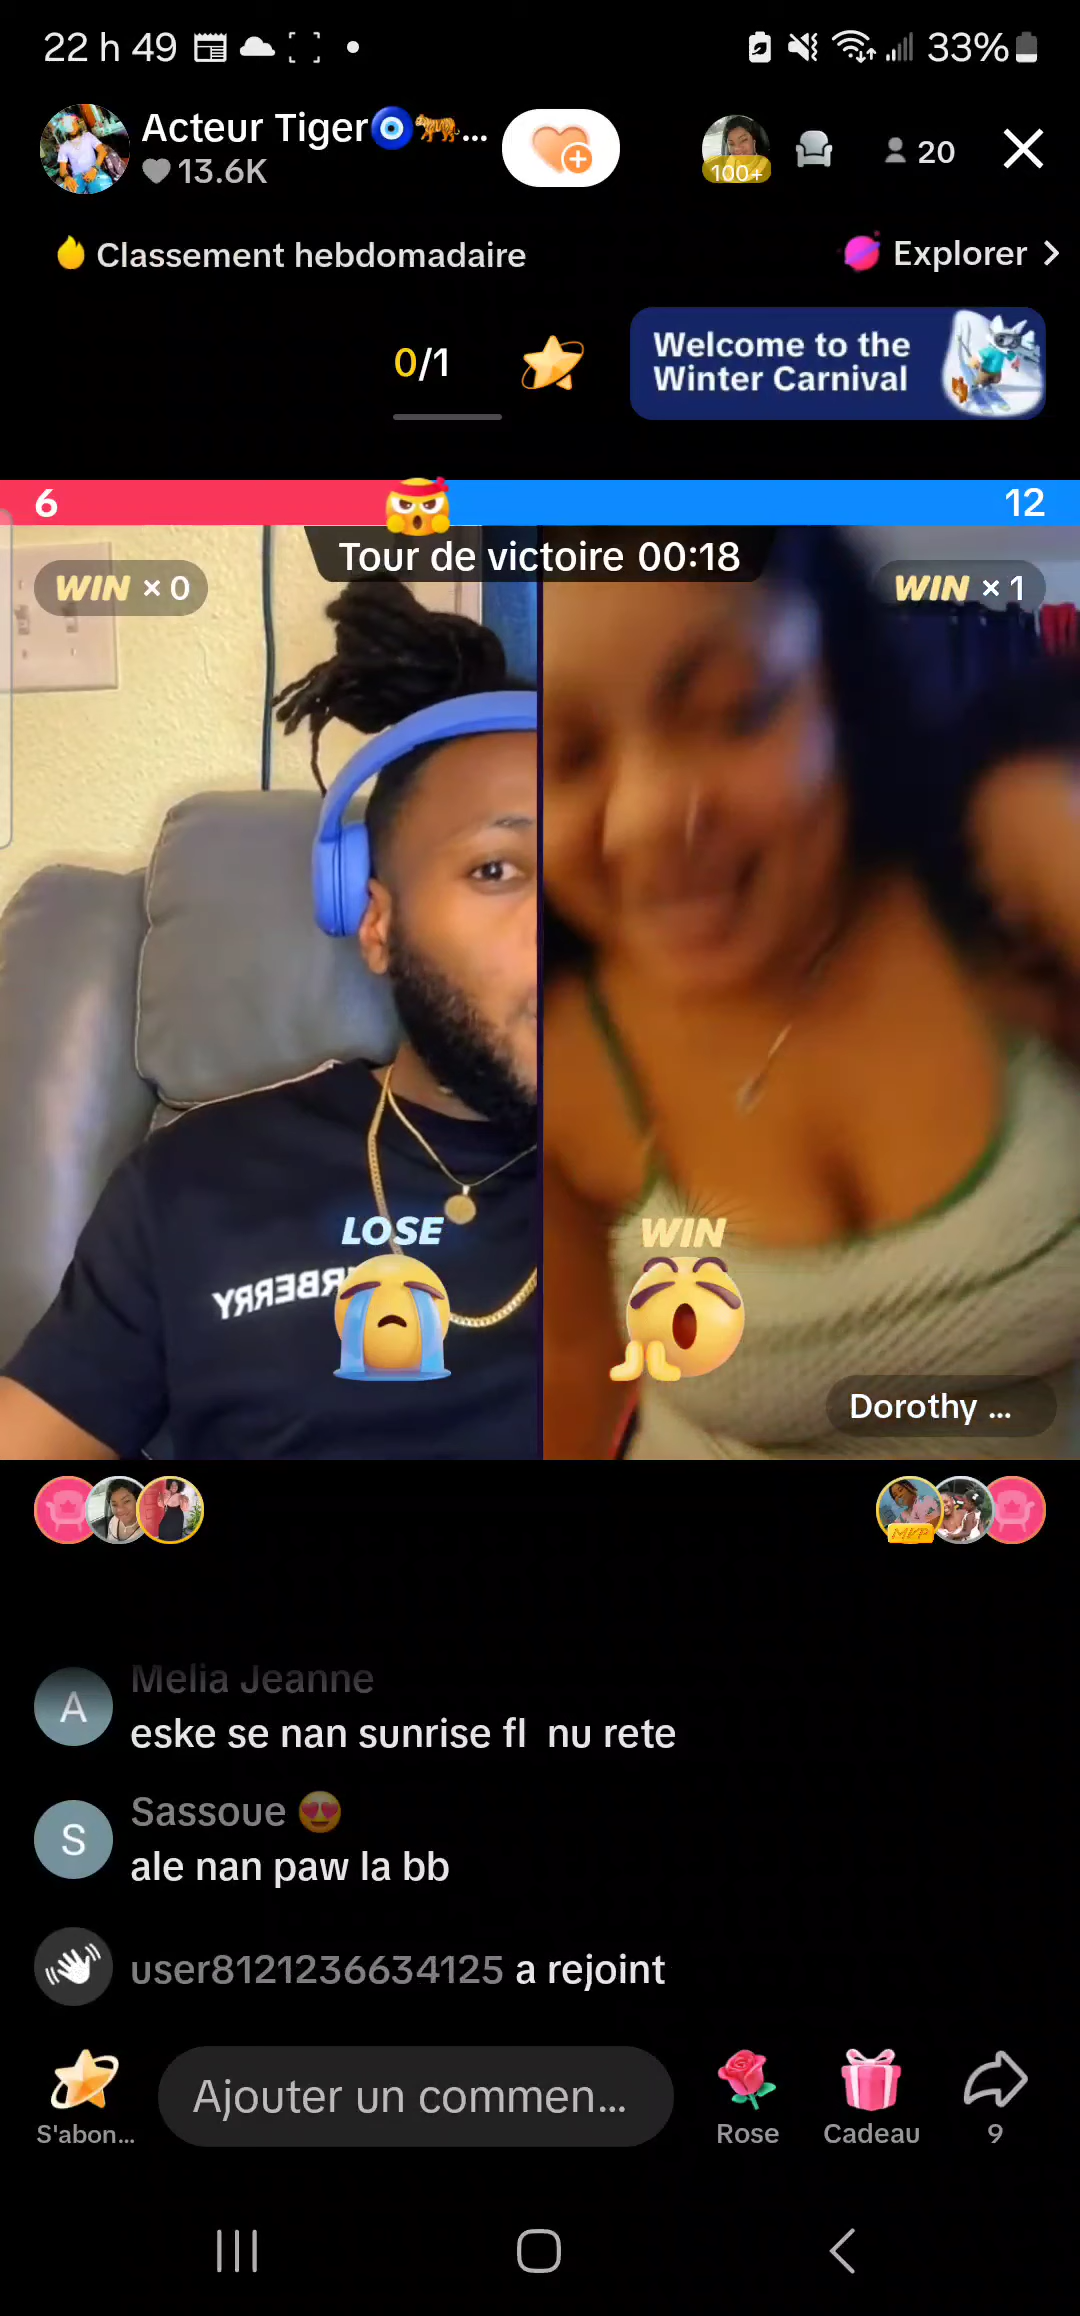 22 h 49
33%
Acteur Tiger🧿🐅...
13.6K
100+
20
Classement hebdomadaire
Explorer
0/1
Welcome to the
Winter Carnival
6
12
Tour de victoire 00:18
WIN × 0
WIN × 1
LOSE
WIN
Dorothy ...
MVP
Melia Jeanne
A
eske se nan sunrise fl nu rete
Sassoue 😍
S
ale nan paw la bb
user8121236634125 a rejoint
S'abon...
Ajouter un commen...
Rose
Cadeau
9